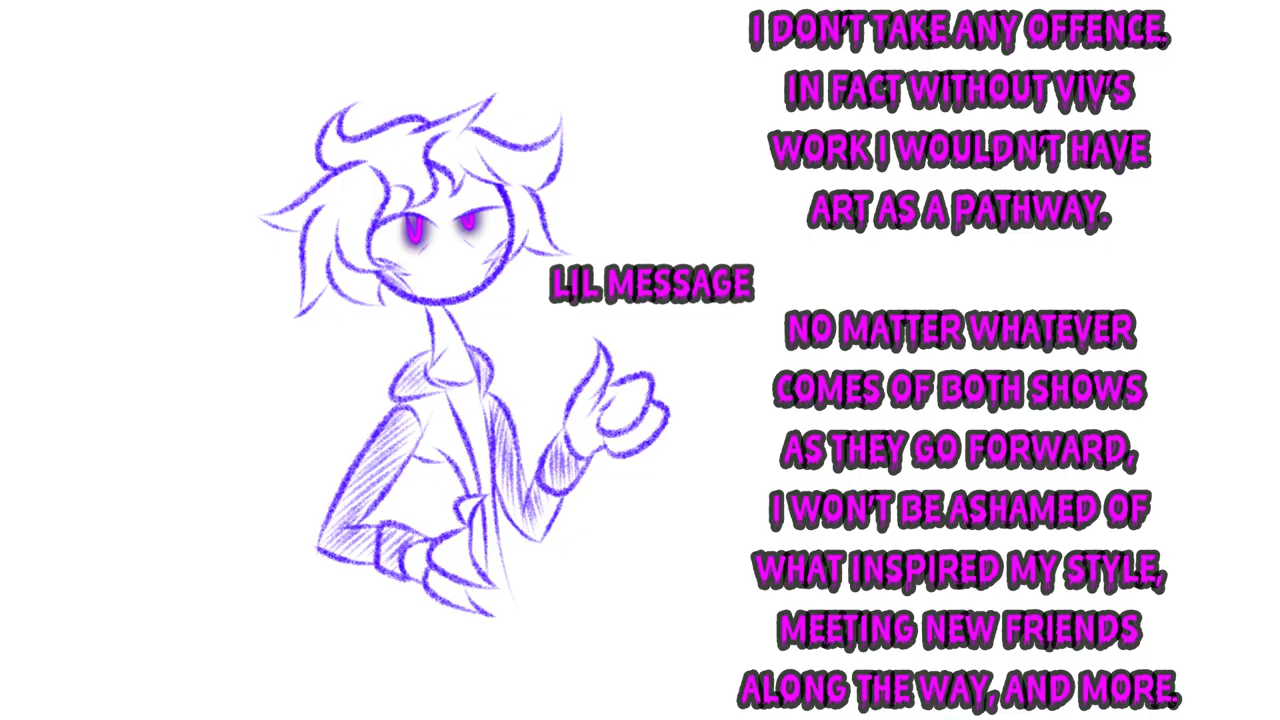 LIL MESSAGE
I DON'T TAKE ANY OFFENCE.
IN FACT WITHOUT VIV'S
WORK I WOULDN'T HAVE
ART AS A PATHWAY.
NO MATTER WHATEVER
COMES OF BOTH SHOWS
AS THEY GO FORWARD,
I WON'T BE ASHAMED OF
WHAT INSPIRED MY STYLE,
MEETING NEW FRIENDS
ALONG THE WAY, AND MORE.